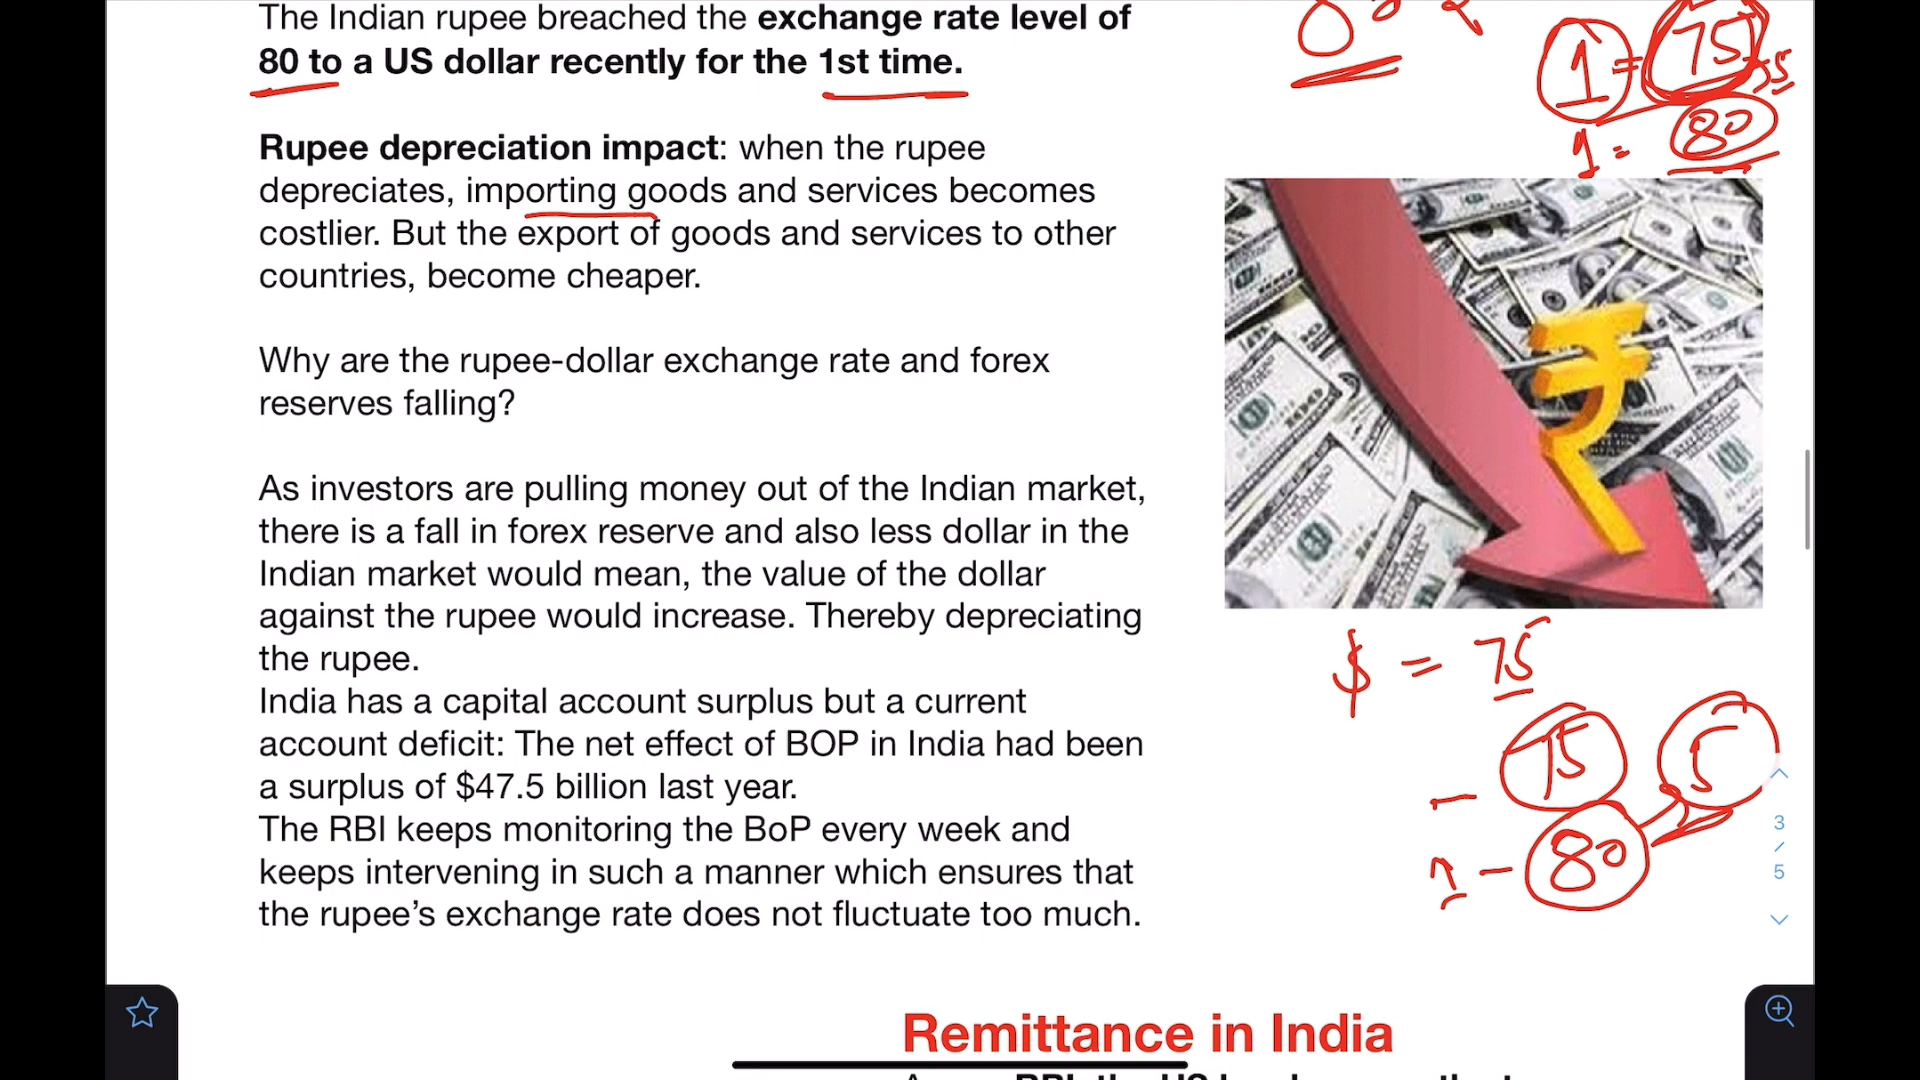 The Indian rupee breached the exchange rate level of
80 to a US dollar recently for the 1st time.
1 = 75
+5
1 = 80
Rupee depreciation impact: when the rupee
depreciates, importing goods and services becomes
costlier. But the export of goods and services to other
countries, become cheaper.
Why are the rupee-dollar exchange rate and forex
reserves falling?
As investors are pulling money out of the Indian market,
there is a fall in forex reserve and also less dollar in the
Indian market would mean, the value of the dollar
against the rupee would increase. Thereby depreciating
the rupee.
India has a capital account surplus but a current
account deficit: The net effect of BOP in India had been
a surplus of $47.5 billion last year.
The RBI keeps monitoring the BoP every week and
keeps intervening in such a manner which ensures that
the rupee’s exchange rate does not fluctuate too much.
₹
$ = 75
- 75 5
1 - 80
3
/
5
Remittance in India